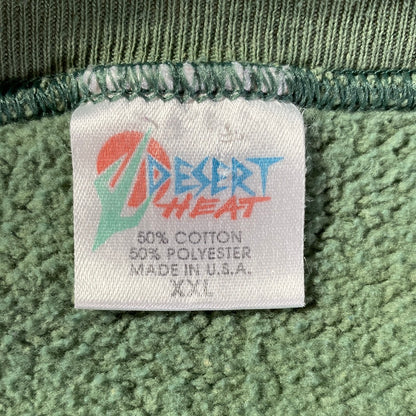 DESERT
HEAT
50% COTTON
50% POLYESTER
MADE IN U.S.A.
XXL